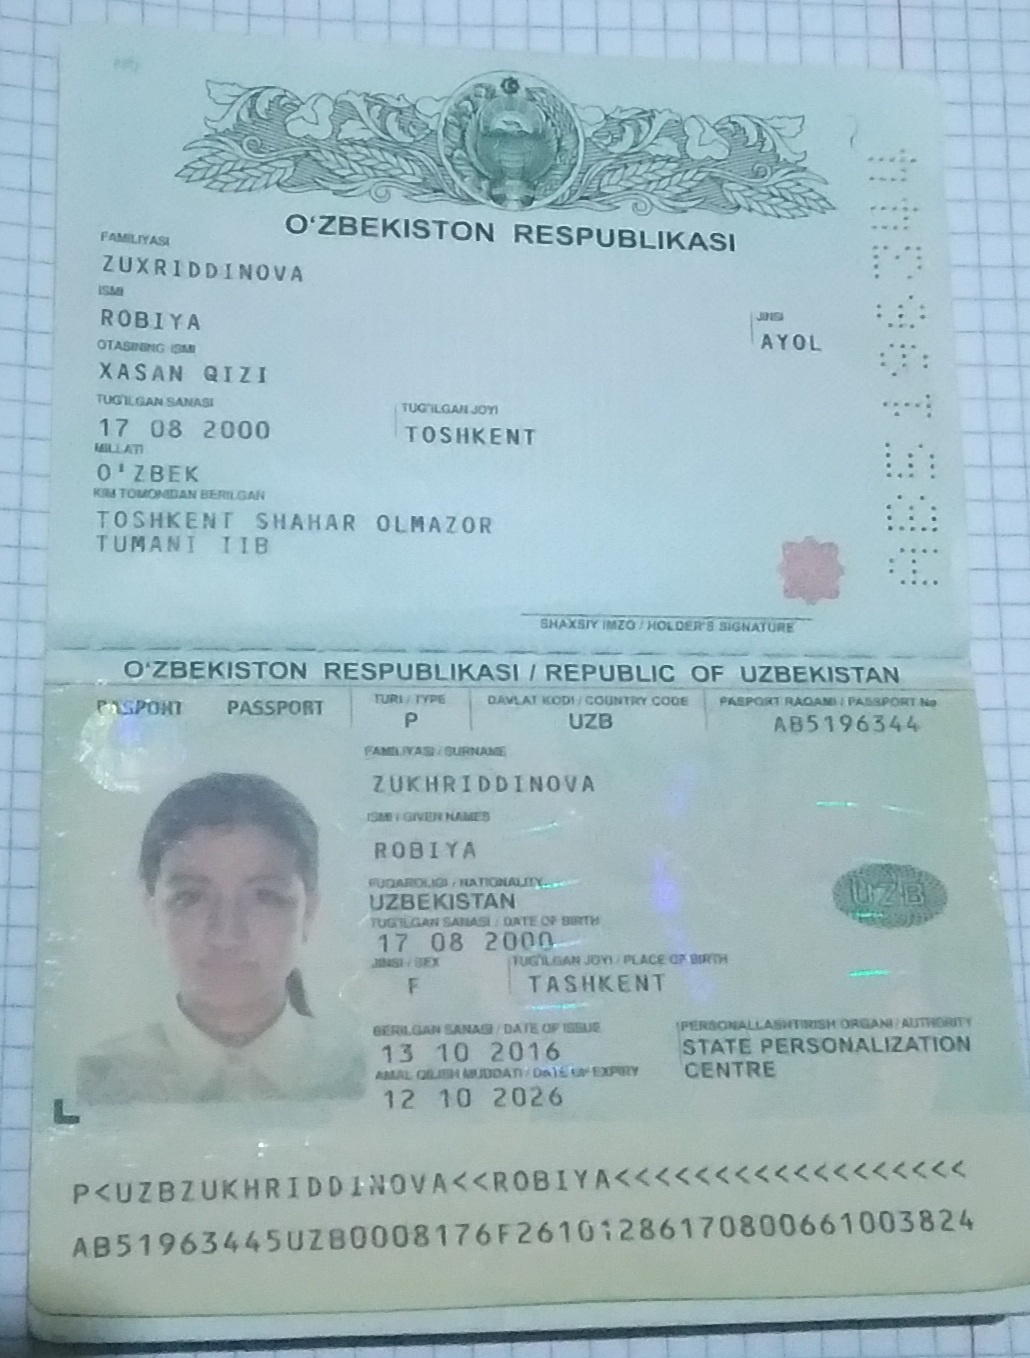 O‘ZBEKISTON RESPUBLIKASI
FAMILIYASI
ZUXRIDDINOVA
ISMI
ROBIYA
JINSI
AYOL
OTASINING ISMI
XASAN QIZI
TUG‘ILGAN SANASI
17 08 2000
TUG‘ILGAN JOYI
TOSHKENT
MILLATI
O'ZBEK
KIM TOMONIDAN BERILGAN
TOSHKENT SHAHAR OLMAZOR
TUMANI IIB
SHAXSIY IMZO / HOLDER'S SIGNATURE
O‘ZBEKISTON RESPUBLIKASI / REPUBLIC OF UZBEKISTAN
PASPORT PASSPORT
TURI / TYPE
P
DAVLAT KODI / COUNTRY CODE
UZB
PASPORT RAQAMI / PASSPORT No
AB5196344
FAMILIYASI / SURNAME
ZUKHRIDDINOVA
ISMI / GIVEN NAMES
ROBIYA
FUQAROLIGI / NATIONALITY
UZBEKISTAN
TUG‘ILGAN SANASI / DATE OF BIRTH
17 08 2000
JINSI / SEX
F
TUG‘ILGAN JOYI / PLACE OF BIRTH
TASHKENT
BERILGAN SANASI / DATE OF ISSUE
13 10 2016
AMAL QILISH MUDDATI / DATE OF EXPIRY
12 10 2026
PERSONALLASHTIRISH ORGANI / AUTHORITY
STATE PERSONALIZATION
CENTRE
UZB
P<UZBZUKHRIDDINOVA<<ROBIYA<<<<<<<<<<<<<<<<<<
AB51963445UZB0008176F26101286170800661003824